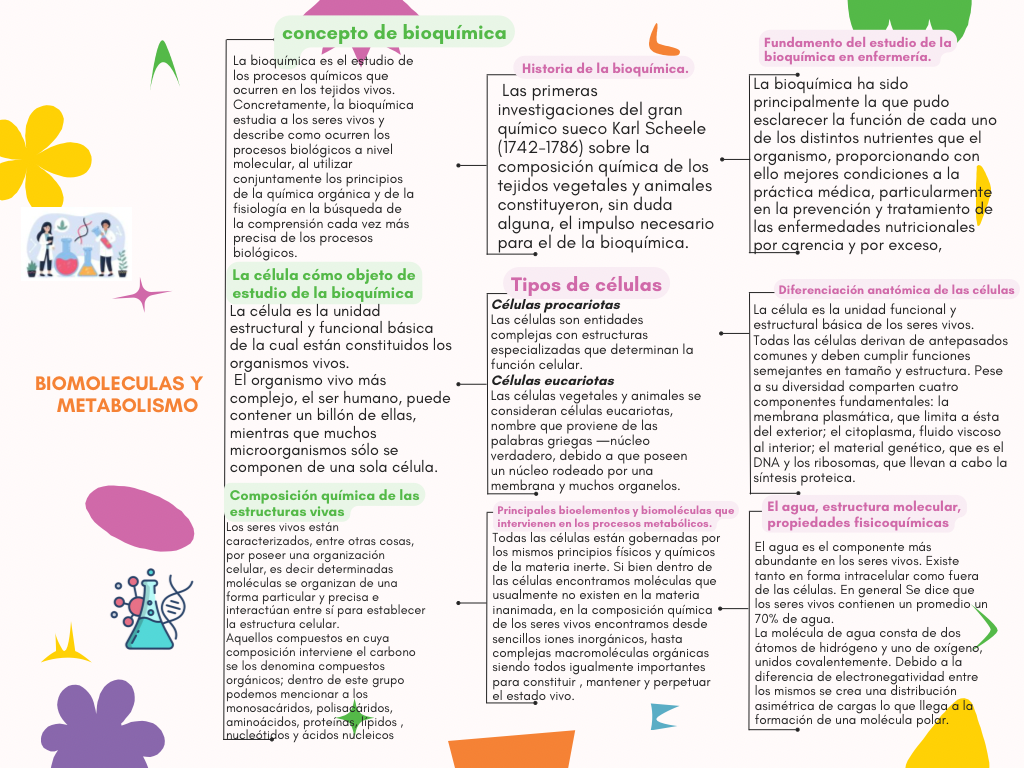 BIOMOLECULAS Y
METABOLISMO
concepto de bioquímica
La bioquímica es el estudio de
los procesos químicos que
ocurren en los tejidos vivos.
Concretamente, la bioquímica
estudia a los seres vivos y
describe como ocurren los
procesos biológicos a nivel
molecular, al utilizar
conjuntamente los principios
de la química orgánica y de la
fisiología en la búsqueda de
la comprensión cada vez más
precisa de los procesos
biológicos.
Historia de la bioquímica.
Las primeras
investigaciones del gran
químico sueco Karl Scheele
(1742-1786) sobre la
composición química de los
tejidos vegetales y animales
constituyeron, sin duda
alguna, el impulso necesario
para el de la bioquímica.
Fundamento del estudio de la
bioquímica en enfermería.
La bioquímica ha sido
principalmente la que pudo
esclarecer la función de cada uno
de los distintos nutrientes que el
organismo, proporcionando con
ello mejores condiciones a la
práctica médica, particularmente
en la prevención y tratamiento de
las enfermedades nutricionales
por carencia y por exceso,
La célula cómo objeto de
estudio de la bioquímica
La célula es la unidad
estructural y funcional básica
de la cual están constituidos los
organismos vivos.
El organismo vivo más
complejo, el ser humano, puede
contener un billón de ellas,
mientras que muchos
microorganismos sólo se
componen de una sola célula.
Tipos de células
Células procariotas
Las células son entidades
complejas con estructuras
especializadas que determinan la
función celular.
Células eucariotas
Las células vegetales y animales se
consideran células eucariotas,
nombre que proviene de las
palabras griegas —núcleo
verdadero, debido a que poseen
un núcleo rodeado por una
membrana y muchos organelos.
Diferenciación anatómica de las células
La célula es la unidad funcional y
estructural básica de los seres vivos.
Todas las células derivan de antepasados
comunes y deben cumplir funciones
semejantes en tamaño y estructura. Pese
a su diversidad comparten cuatro
componentes fundamentales: la
membrana plasmática, que limita a ésta
del exterior; el citoplasma, fluido viscoso
al interior; el material genético, que es el
DNA y los ribosomas, que llevan a cabo la
síntesis proteica.
Composición química de las
estructuras vivas
Los seres vivos están
caracterizados, entre otras cosas,
por poseer una organización
celular, es decir determinadas
moléculas se organizan de una
forma particular y precisa e
interactúan entre sí para establecer
la estructura celular.
Aquellos compuestos en cuya
composición interviene el carbono
se los denomina compuestos
orgánicos; dentro de este grupo
podemos mencionar a los
monosacáridos, polisacáridos,
aminoácidos, proteínas, lípidos ,
nucleótidos y ácidos nucleicos
Principales bioelementos y biomoléculas que
intervienen en los procesos metabólicos.
Todas las células están gobernadas por
los mismos principios físicos y químicos
de la materia inerte. Si bien dentro de
las células encontramos moléculas que
usualmente no existen en la materia
inanimada, en la composición química
de los seres vivos encontramos desde
sencillos iones inorgánicos, hasta
complejas macromoléculas orgánicas
siendo todos igualmente importantes
para constituir , mantener y perpetuar
el estado vivo.
El agua, estructura molecular,
propiedades fisicoquímicas
El agua es el componente más
abundante en los seres vivos. Existe
tanto en forma intracelular como fuera
de las células. En general Se dice que
los seres vivos contienen un promedio un
70% de agua.
La molécula de agua consta de dos
átomos de hidrógeno y uno de oxígeno,
unidos covalentemente. Debido a la
diferencia de electronegatividad entre
los mismos se crea una distribución
asimétrica de cargas lo que llega a la
formación de una molécula polar.